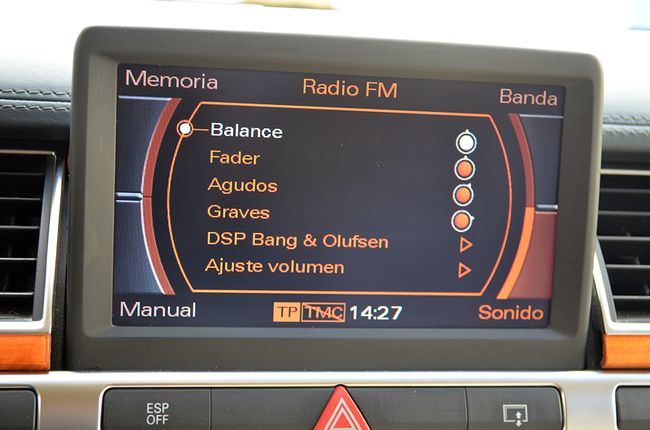 Memoria Radio FM Banda
Balance
Fader
Agudos
Graves
DSP Bang & Olufsen
Ajuste volumen
Manual TP TMC 14:27 Sonido
ESP
OFF